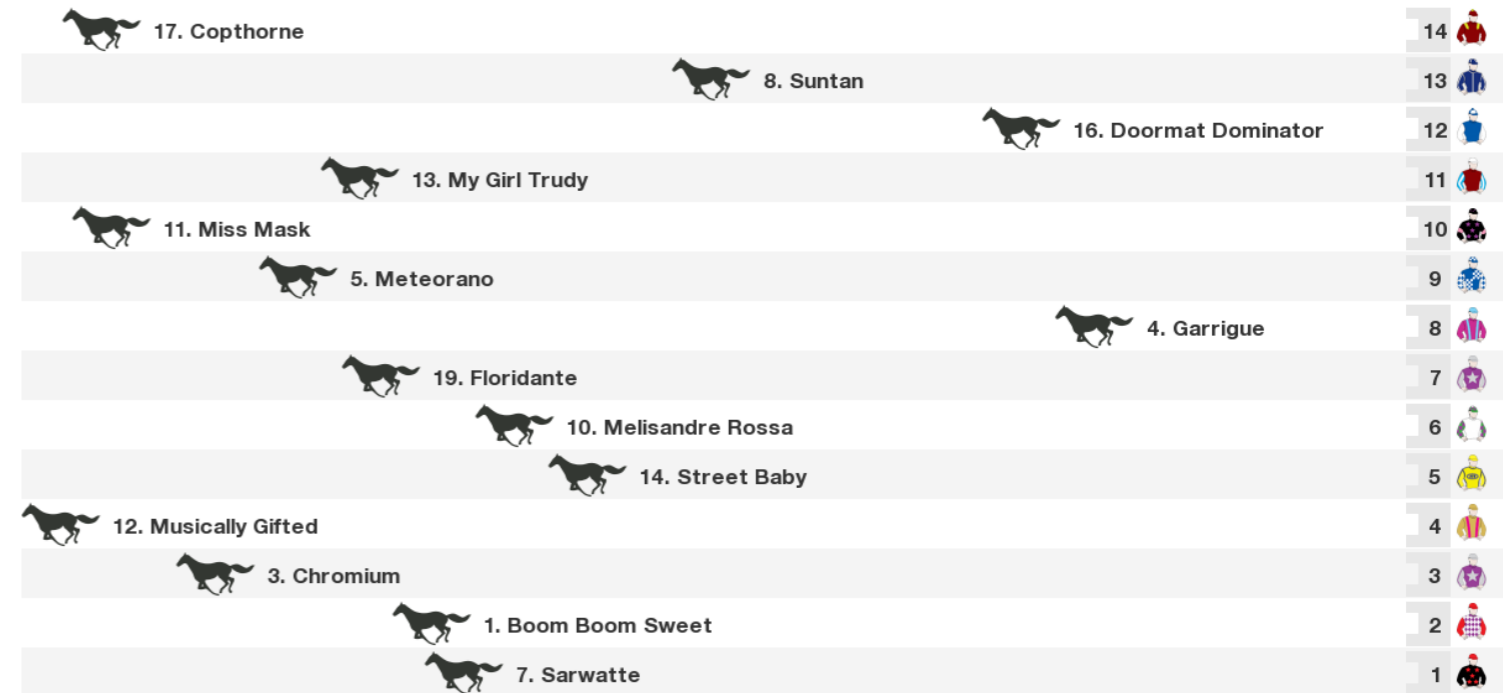 17. Copthorne 14
8. Suntan 13
16. Doormat Dominator 12
13. My Girl Trudy 11
11. Miss Mask 10
5. Meteorano 9
4. Garrigue 8
19. Floridante 7
10. Melisandre Rossa 6
14. Street Baby 5
12. Musically Gifted 4
3. Chromium 3
1. Boom Boom Sweet 2
7. Sarwatte 1